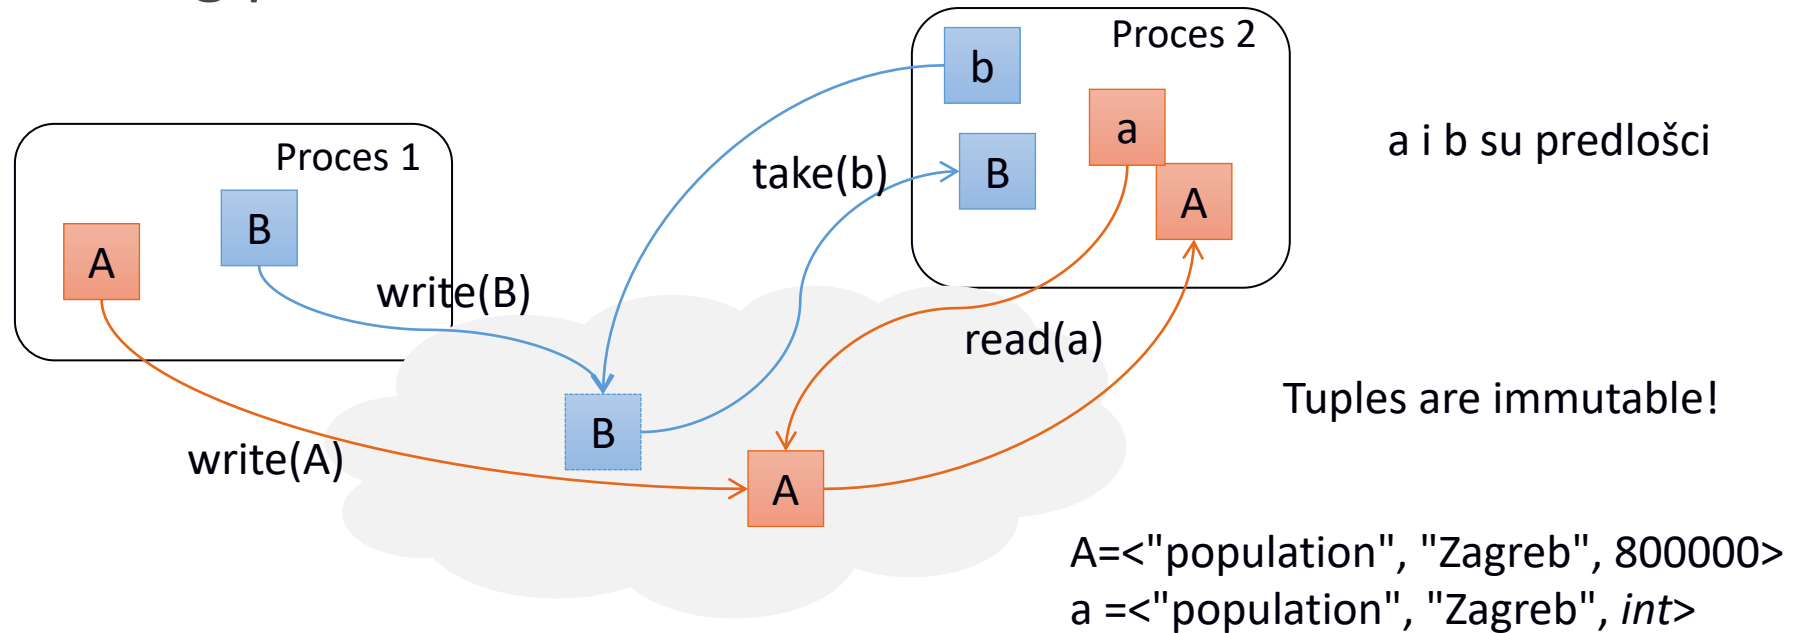 Proces 2
b
a
a i b su predlošci
Proces 1
take(b)
B
A
B
A
write(B)
read(a)
Tuples are immutable!
B
write(A)
A
A=<"population", "Zagreb", 800000>
a =<"population", "Zagreb", int>